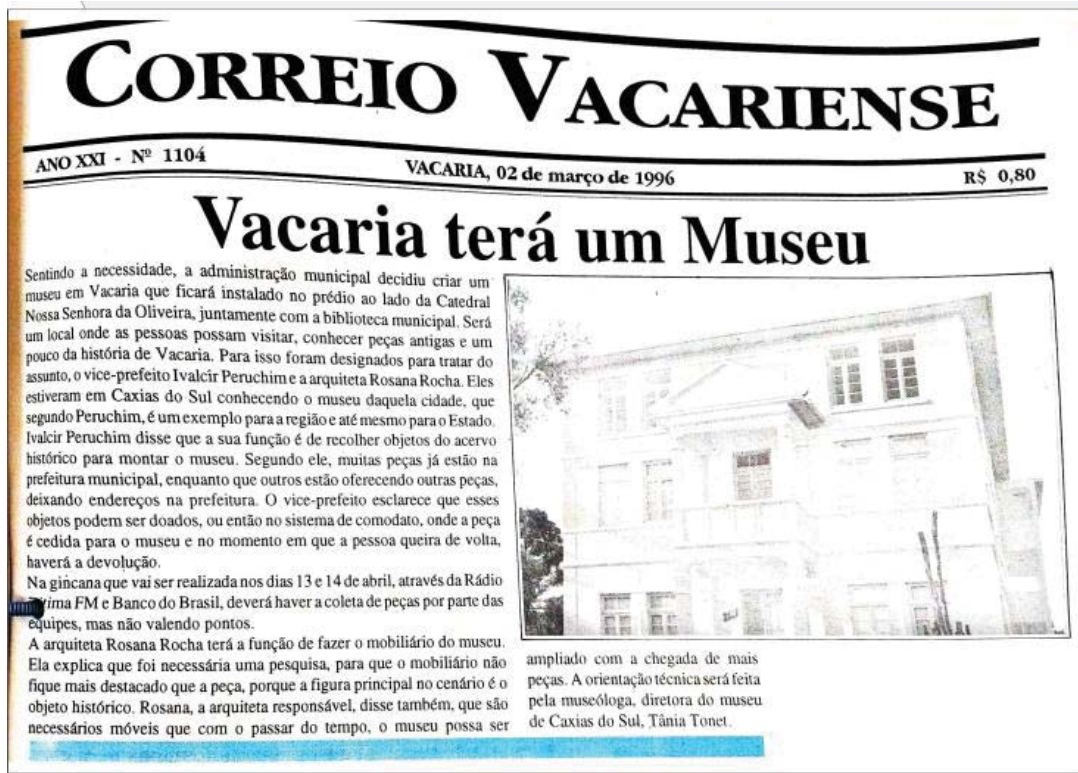 CORREIO VACARIENSE
ANO XXI - Nº 1104
VACARIA, 02 de março de 1996
R$ 0,80
Vacaria terá um Museu
Sentindo a necessidade, a administração municipal decidiu criar um
museu em Vacaria que ficará instalado no prédio ao lado da Catedral
Nossa Senhora da Oliveira, juntamente com a biblioteca municipal. Será
um local onde as pessoas possam visitar, conhecer peças antigas e um
pouco da história de Vacaria. Para isso foram designados para tratar do
assunto, o vice-prefeito Ivalcir Peruchim e a arquiteta Rosana Rocha. Eles
estiveram em Caxias do Sul conhecendo o museu daquela cidade, que
segundo Peruchim, é um exemplo para a região e até mesmo para o Estado.
Ivalcir Peruchim disse que a sua função é de recolher objetos do acervo
histórico para montar o museu. Segundo ele, muitas peças já estão na
prefeitura municipal, enquanto que outros estão oferecendo outras peças,
deixando endereços na prefeitura. O vice-prefeito esclarece que esses
objetos podem ser doados, ou então no sistema de comodato, onde a peça
é cedida para o museu e no momento em que a pessoa queira de volta,
haverá a devolução.
Na gincana que vai ser realizada nos dias 13 e 14 de abril, através da Rádio
FM e Banco do Brasil, deverá haver a coleta de peças por parte das
equipes, mas não valendo pontos.
A arquiteta Rosana Rocha terá a função de fazer o mobiliário do museu.
Ela explica que foi necessária uma pesquisa, para que o mobiliário não
fique mais destacado que a peça, porque a figura principal no cenário é o
objeto histórico. Rosana, a arquiteta responsável, disse também, que são
necessários móveis que com o passar do tempo, o museu possa ser
ampliado com a chegada de mais
peças. A orientação técnica será feita
pela museóloga, diretora do museu
de Caxias do Sul, Tânia Tonet.